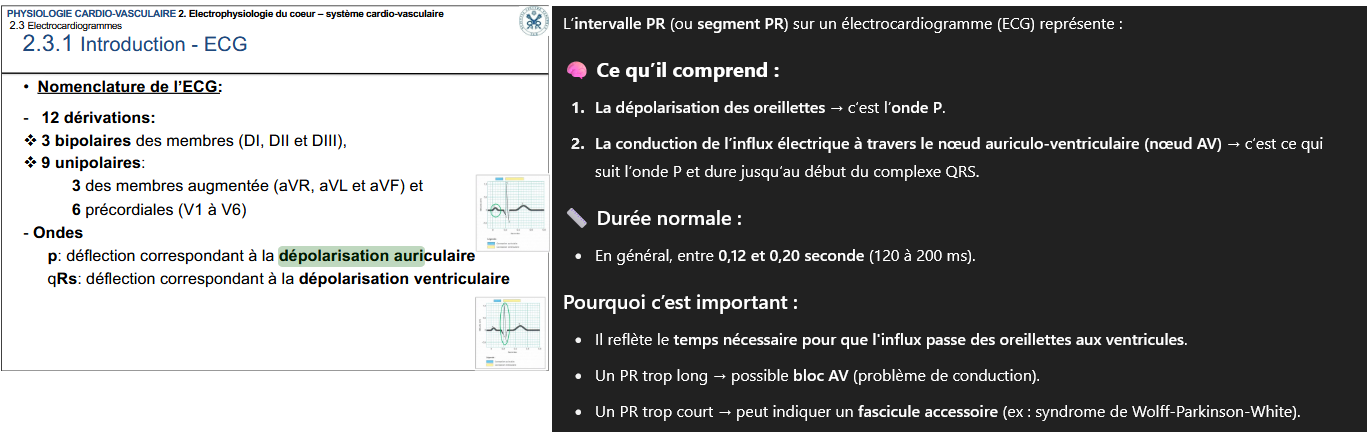 PHYSIOLOGIE CARDIO-VASCULAIRE 2. Electrophysiologie du coeur – système cardio-vasculaire
2.3 Electrocardiogrammes
2.3.1 Introduction - ECG
• Nomenclature de l’ECG:
- 12 dérivations:
❖ 3 bipolaires des membres (DI, DII et DIII),
❖ 9 unipolaires:
3 des membres augmentée (aVR, aVL et aVF) et
6 précordiales (V1 à V6)
- Ondes
p: déflection correspondant à la dépolarisation auriculaire
qRs: déflection correspondant à la dépolarisation ventriculaire
L’intervalle PR (ou segment PR) sur un électrocardiogramme (ECG) représente :
🧠 Ce qu’il comprend :
1. La dépolarisation des oreillettes → c’est l’onde P.
2. La conduction de l’influx électrique à travers le nœud auriculo-ventriculaire (nœud AV) → c’est ce qui
suit l’onde P et dure jusqu’au début du complexe QRS.
📏 Durée normale :
• En général, entre 0,12 et 0,20 seconde (120 à 200 ms).
Pourquoi c’est important :
• Il reflète le temps nécessaire pour que l'influx passe des oreillettes aux ventricules.
• Un PR trop long → possible bloc AV (problème de conduction).
• Un PR trop court → peut indiquer un fascicule accessoire (ex : syndrome de Wolff-Parkinson-White).